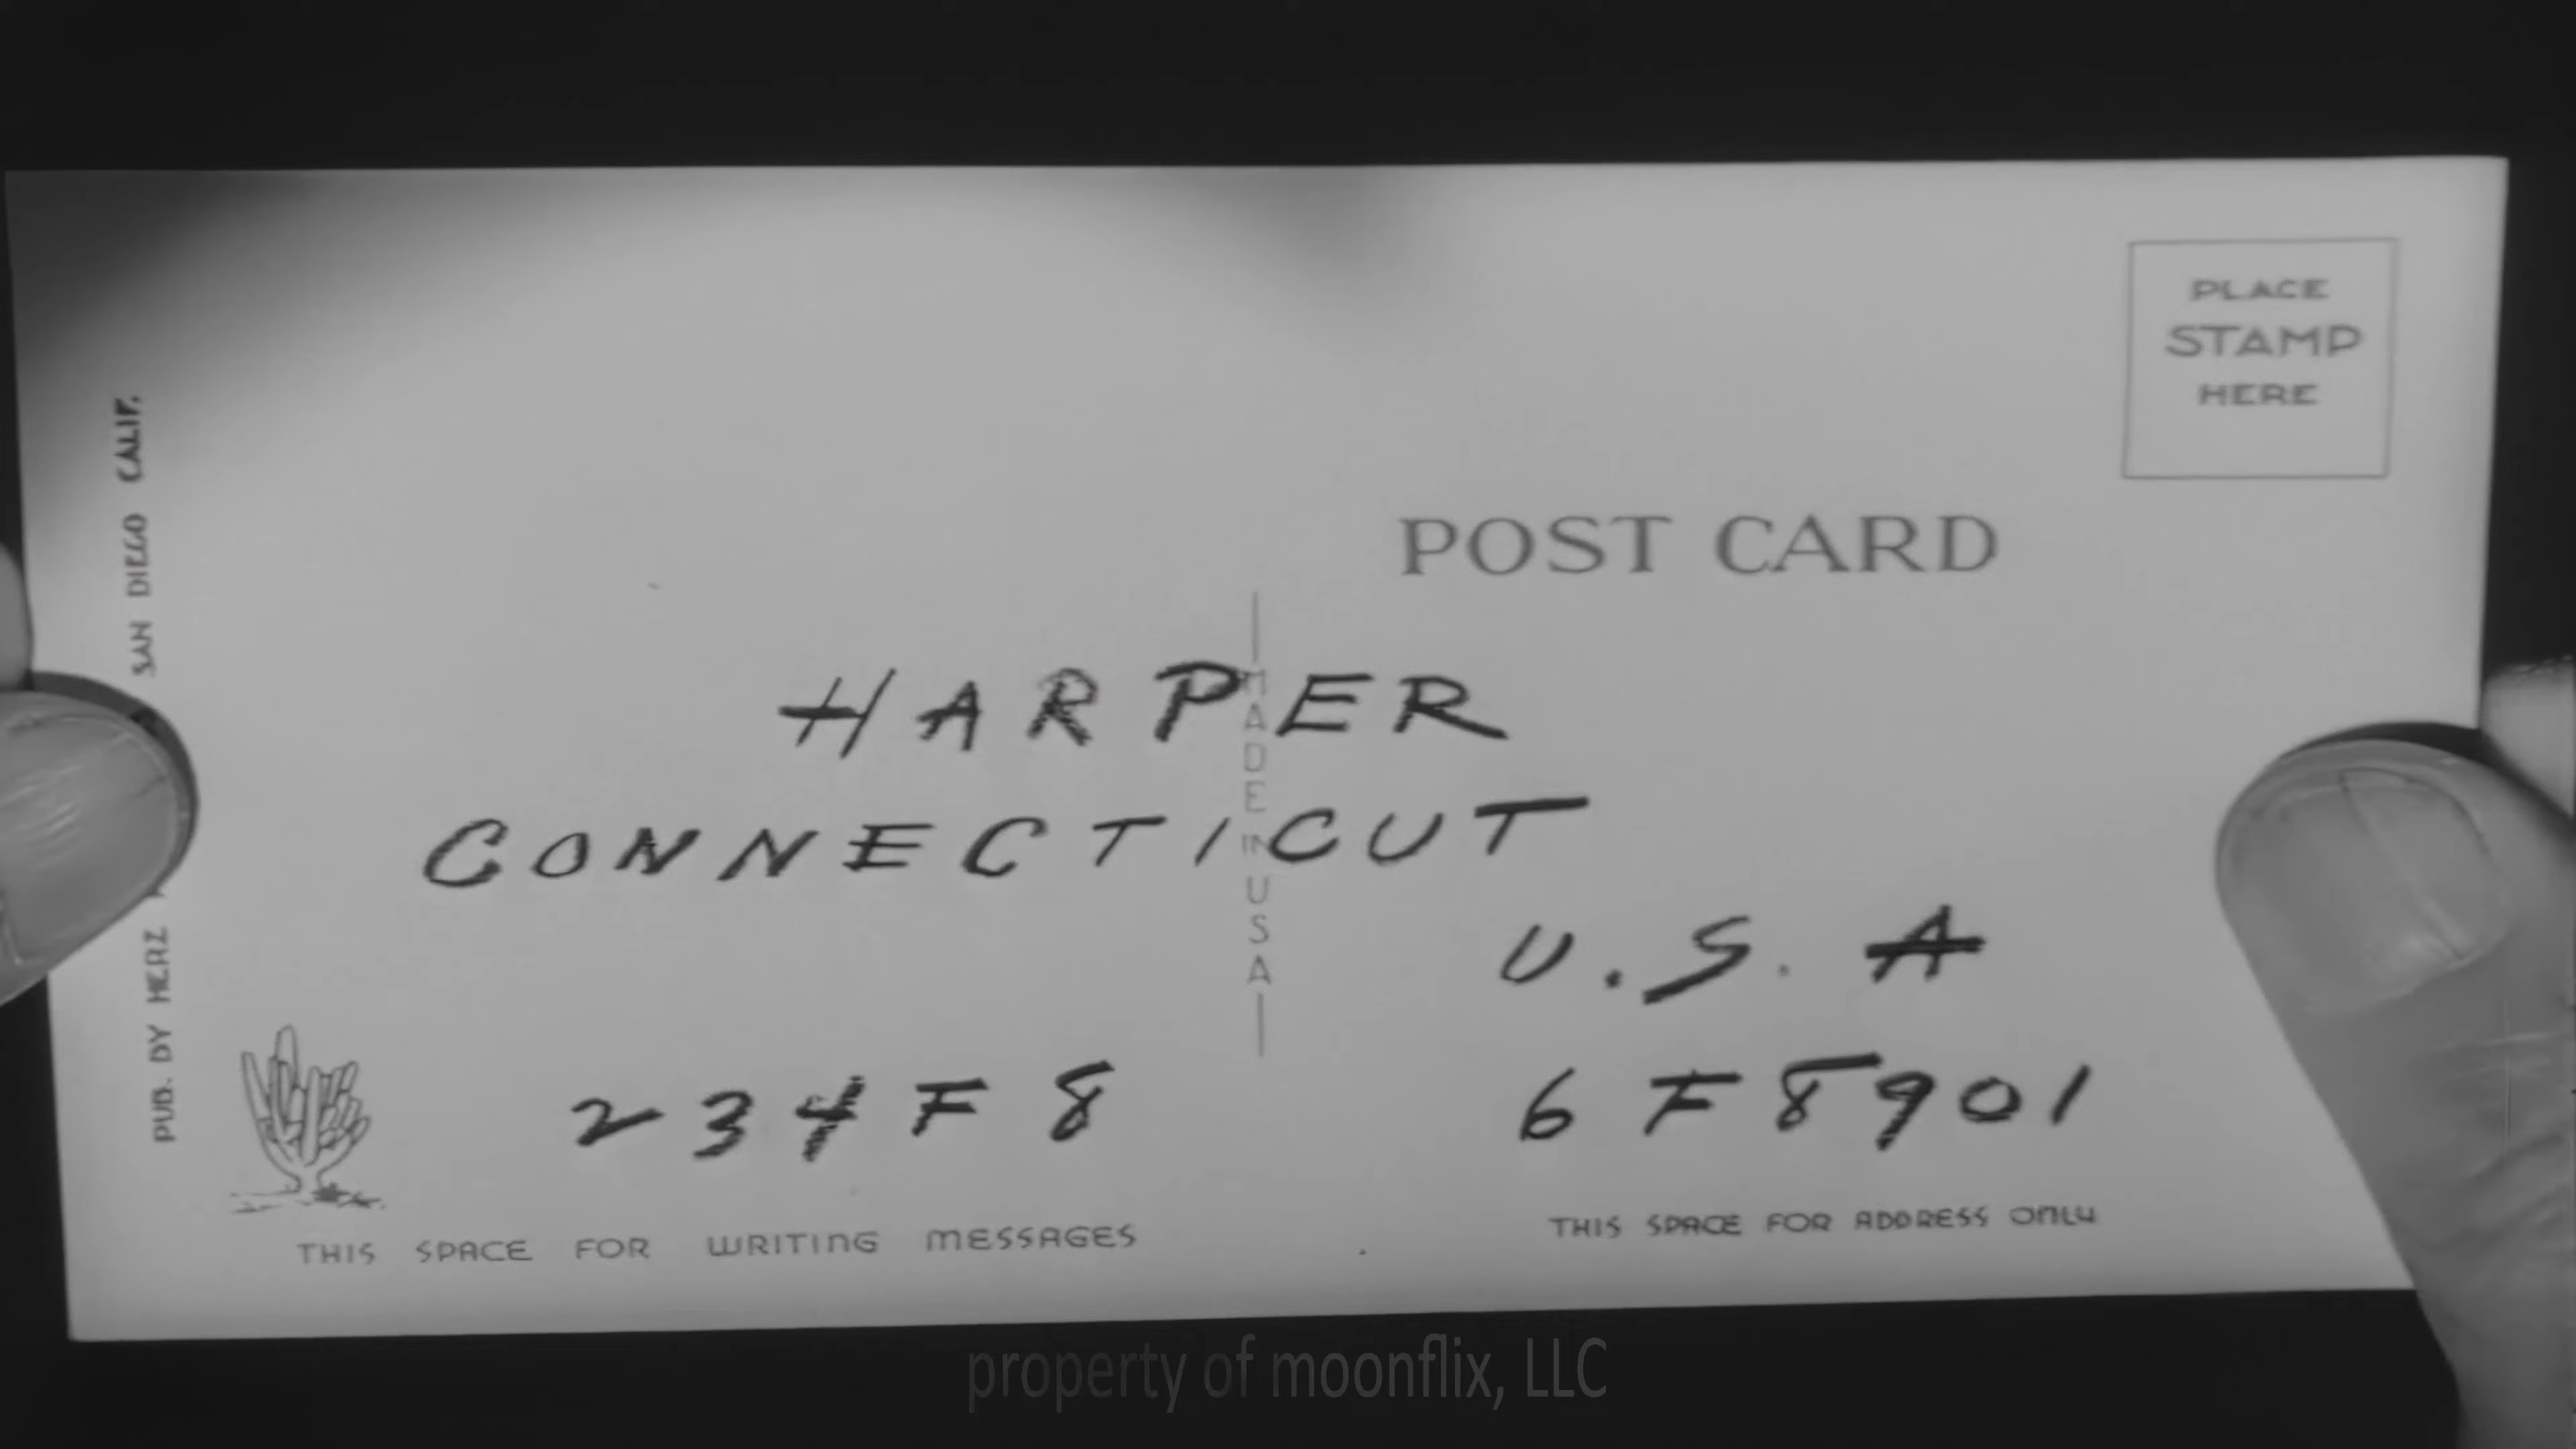 PLACE
STAMP
HERE
POST CARD
SAN DIEGO CALIF.
PUB. BY HERZ
MADE IN USA
HARPER
CONNECTICUT
U.S.A
234F8 6F8901
THIS SPACE FOR WRITING MESSAGES
THIS SPACE FOR ADDRESS ONLY
property of moonflix, LLC